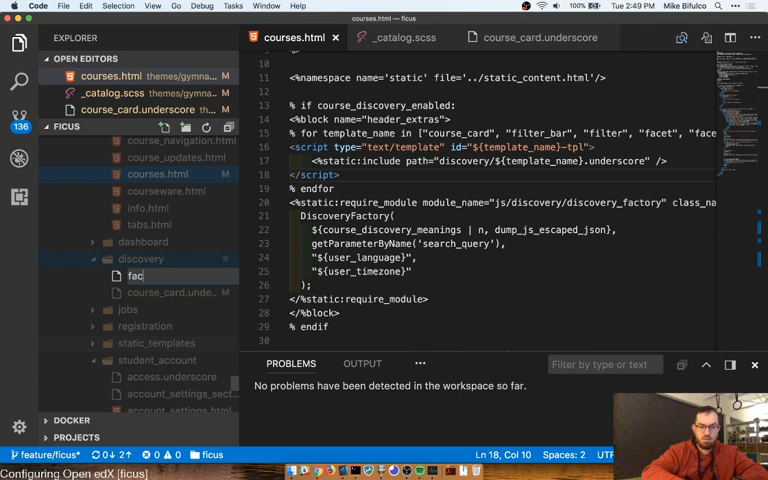 Code File Edit Selection View Go Debug Tasks Window Help 100% Tue 2:49 PM Mike Bifulco
courses.html — ficus
EXPLORER
OPEN EDITORS
courses.html themes/gymna... M
_catalog.scss themes/gymna... M
course_card.underscore th... M
FICUS
136
course_navigation.html
course_updates.html
courses.html M
courseware.html
info.html
tabs.html
dashboard
discovery
fac
course_card.unde... M
jobs
registration
static_templates
student_account
access.underscore
account_settings_sect...
account_settings.html
DOCKER
PROJECTS
courses.html _catalog.scss course_card.underscore
10
11 <%namespace name='static' file='../static_content.html'/>
12
13 % if course_discovery_enabled:
14 <%block name="header_extras">
15 % for template_name in ["course_card", "filter_bar", "filter", "facet", "face
16 <script type="text/template" id="${template_name}-tpl">
17 <%static:include path="discovery/${template_name}.underscore" />
18 </script>
19 % endfor
20 <%static:require_module module_name="js/discovery/discovery_factory" class_na
21 DiscoveryFactory(
22 ${course_discovery_meanings | n, dump_js_escaped_json},
23 getParameterByName('search_query'),
24 "${user_language}",
25 "${user_timezone}"
26 );
27 </%static:require_module>
28 </%block>
29 % endif
30
PROBLEMS OUTPUT ••• Filter by type or text
No problems have been detected in the workspace so far.
feature/ficus* 0↓ 2↑ 0 0 ficus Ln 18, Col 10 Spaces: 2 UTF
Configuring Open edX [ficus]